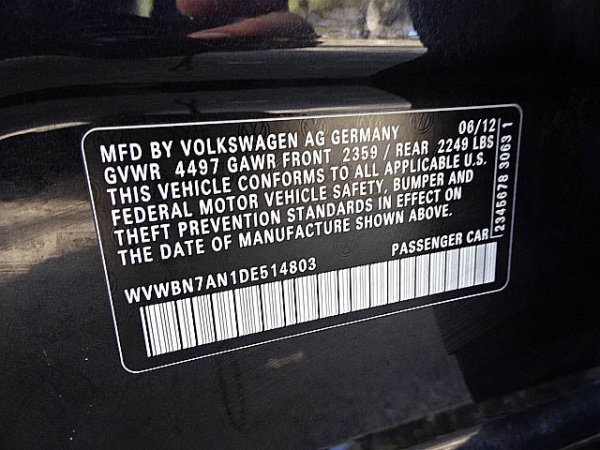 MFD BY VOLKSWAGEN AG GERMANY 06/12
GVWR 4497 GAWR FRONT 2359 / REAR 2249 LBS
THIS VEHICLE CONFORMS TO ALL APPLICABLE U.S.
FEDERAL MOTOR VEHICLE SAFETY, BUMPER AND
THEFT PREVENTION STANDARDS IN EFFECT ON
THE DATE OF MANUFACTURE SHOWN ABOVE.
WVWBN7AN1DE514803 PASSENGER CAR
2346678 3063 1